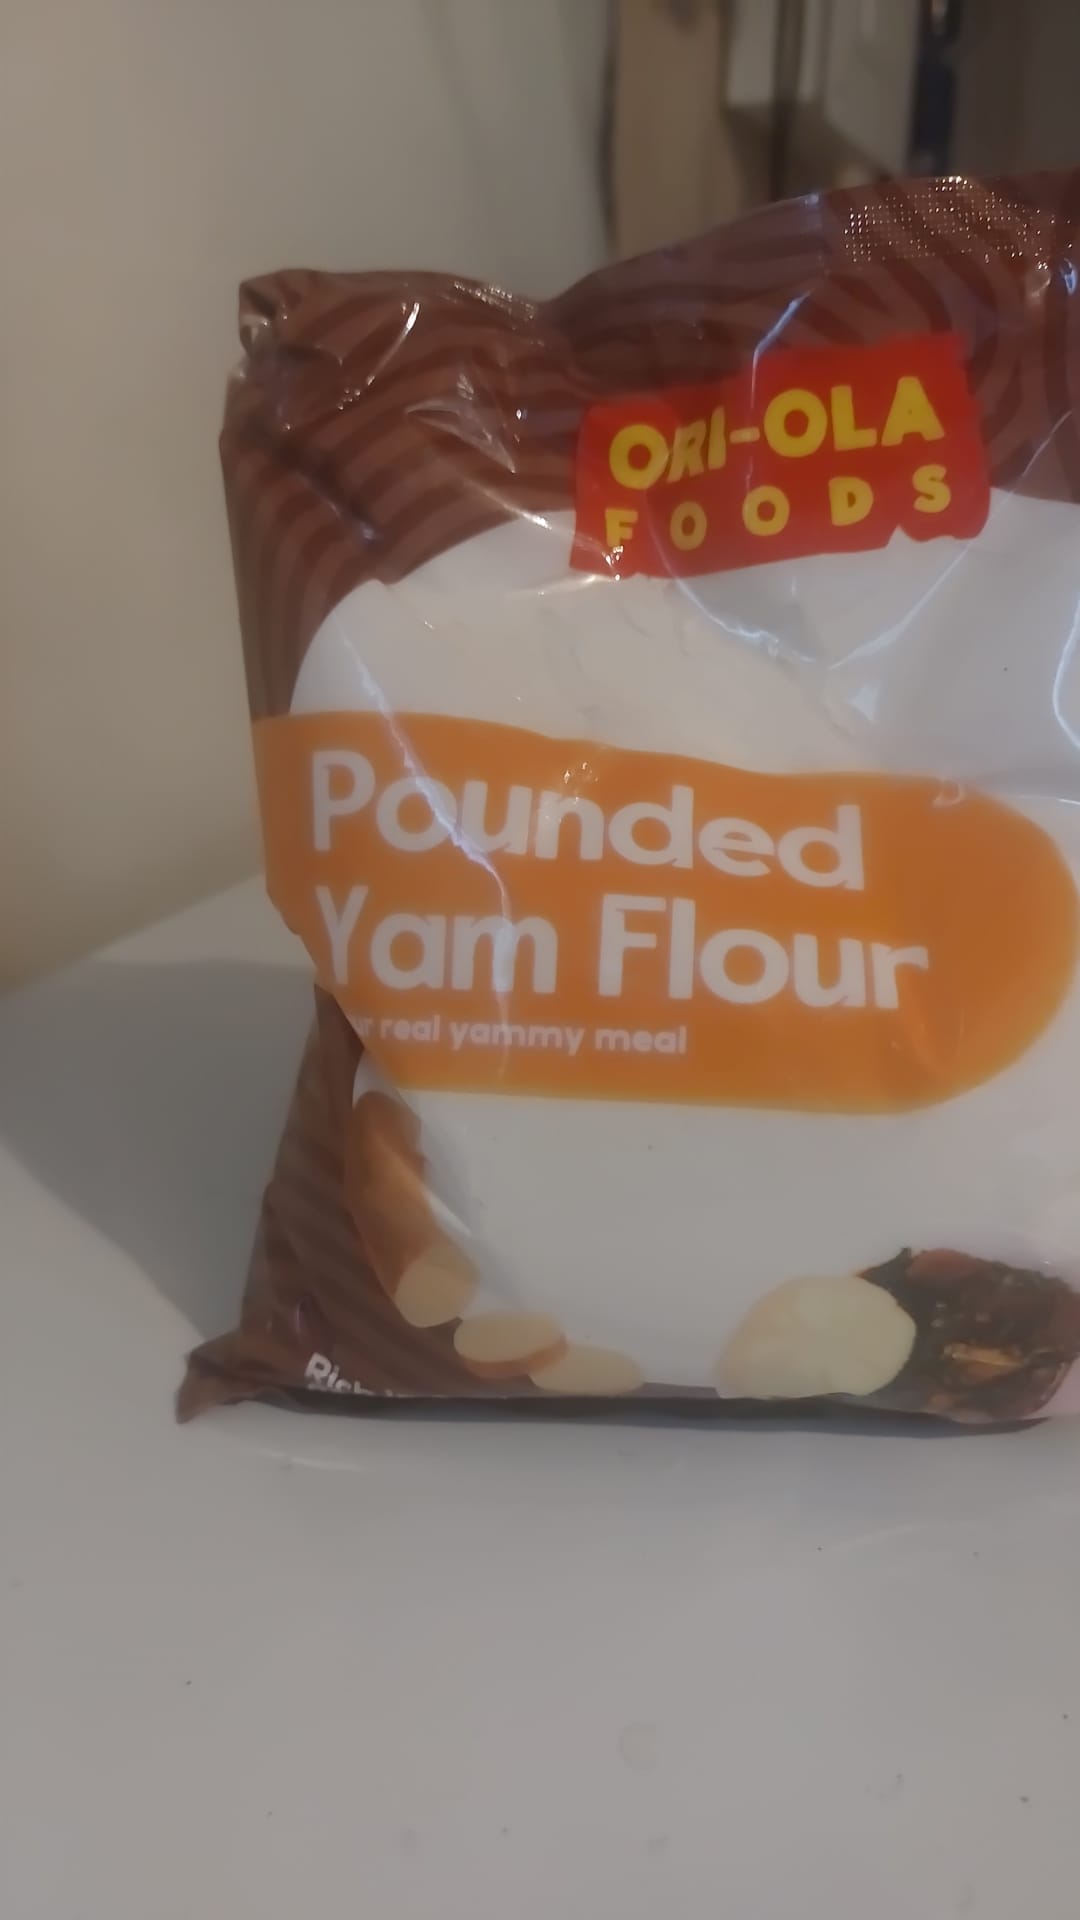 ORI-OLA
FOODS
Pounded
Yam Flour
real yammy meal